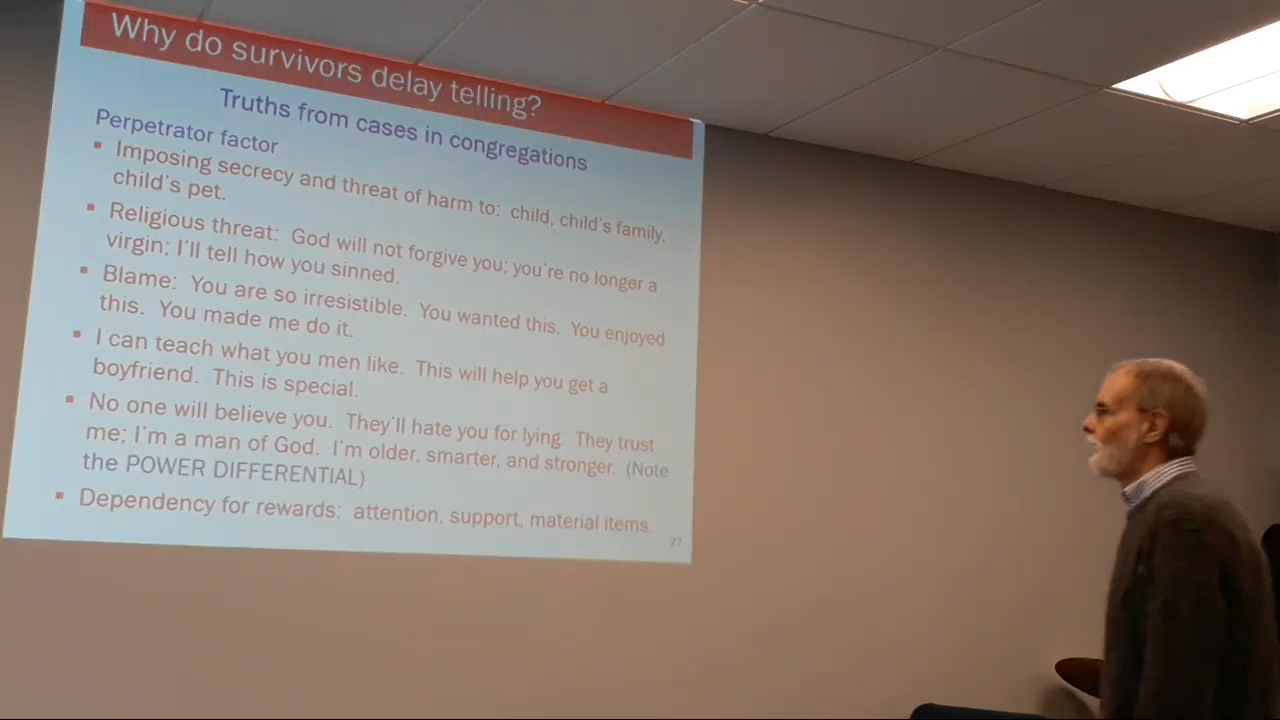 Why do survivors delay telling?
Truths from cases in congregations
Perpetrator factor
▪ Imposing secrecy and threat of harm to: child, child's family,
child's pet.
▪ Religious threat: God will not forgive you; you're no longer a
virgin; I'll tell how you sinned.
▪ Blame: You are so irresistible. You wanted this. You enjoyed
this. You made me do it.
▪ I can teach what you men like. This will help you get a
boyfriend. This is special.
▪ No one will believe you. They'll hate you for lying. They trust
me; I'm a man of God. I'm older, smarter, and stronger. (Note
the POWER DIFFERENTIAL)
▪ Dependency for rewards: attention, support, material items.
27